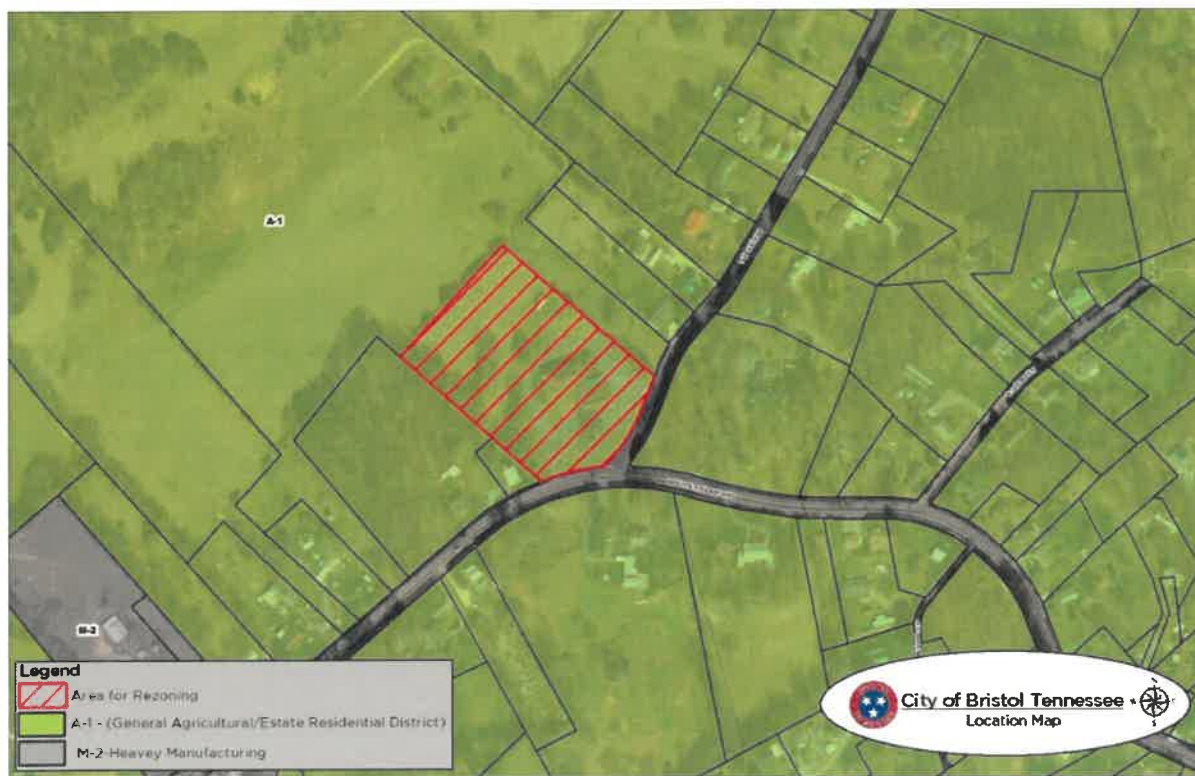 A-1
M-2
Legend
Area for Rezoning
A-1 - (General Agricultural/Estate Residential District)
M-2-Heavey Manufacturing
City of Bristol Tennessee
Location Map